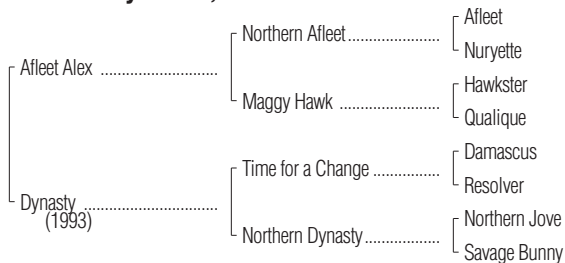 Afleet
Northern Afleet....................
Nuryette
Afleet Alex ..........................
Hawkster
Maggy Hawk ......................
Qualique
Damascus
Time for a Change ...............
Resolver
Dynasty ..............................
(1993)
Northern Jove
Northern Dynasty.................
Savage Bunny